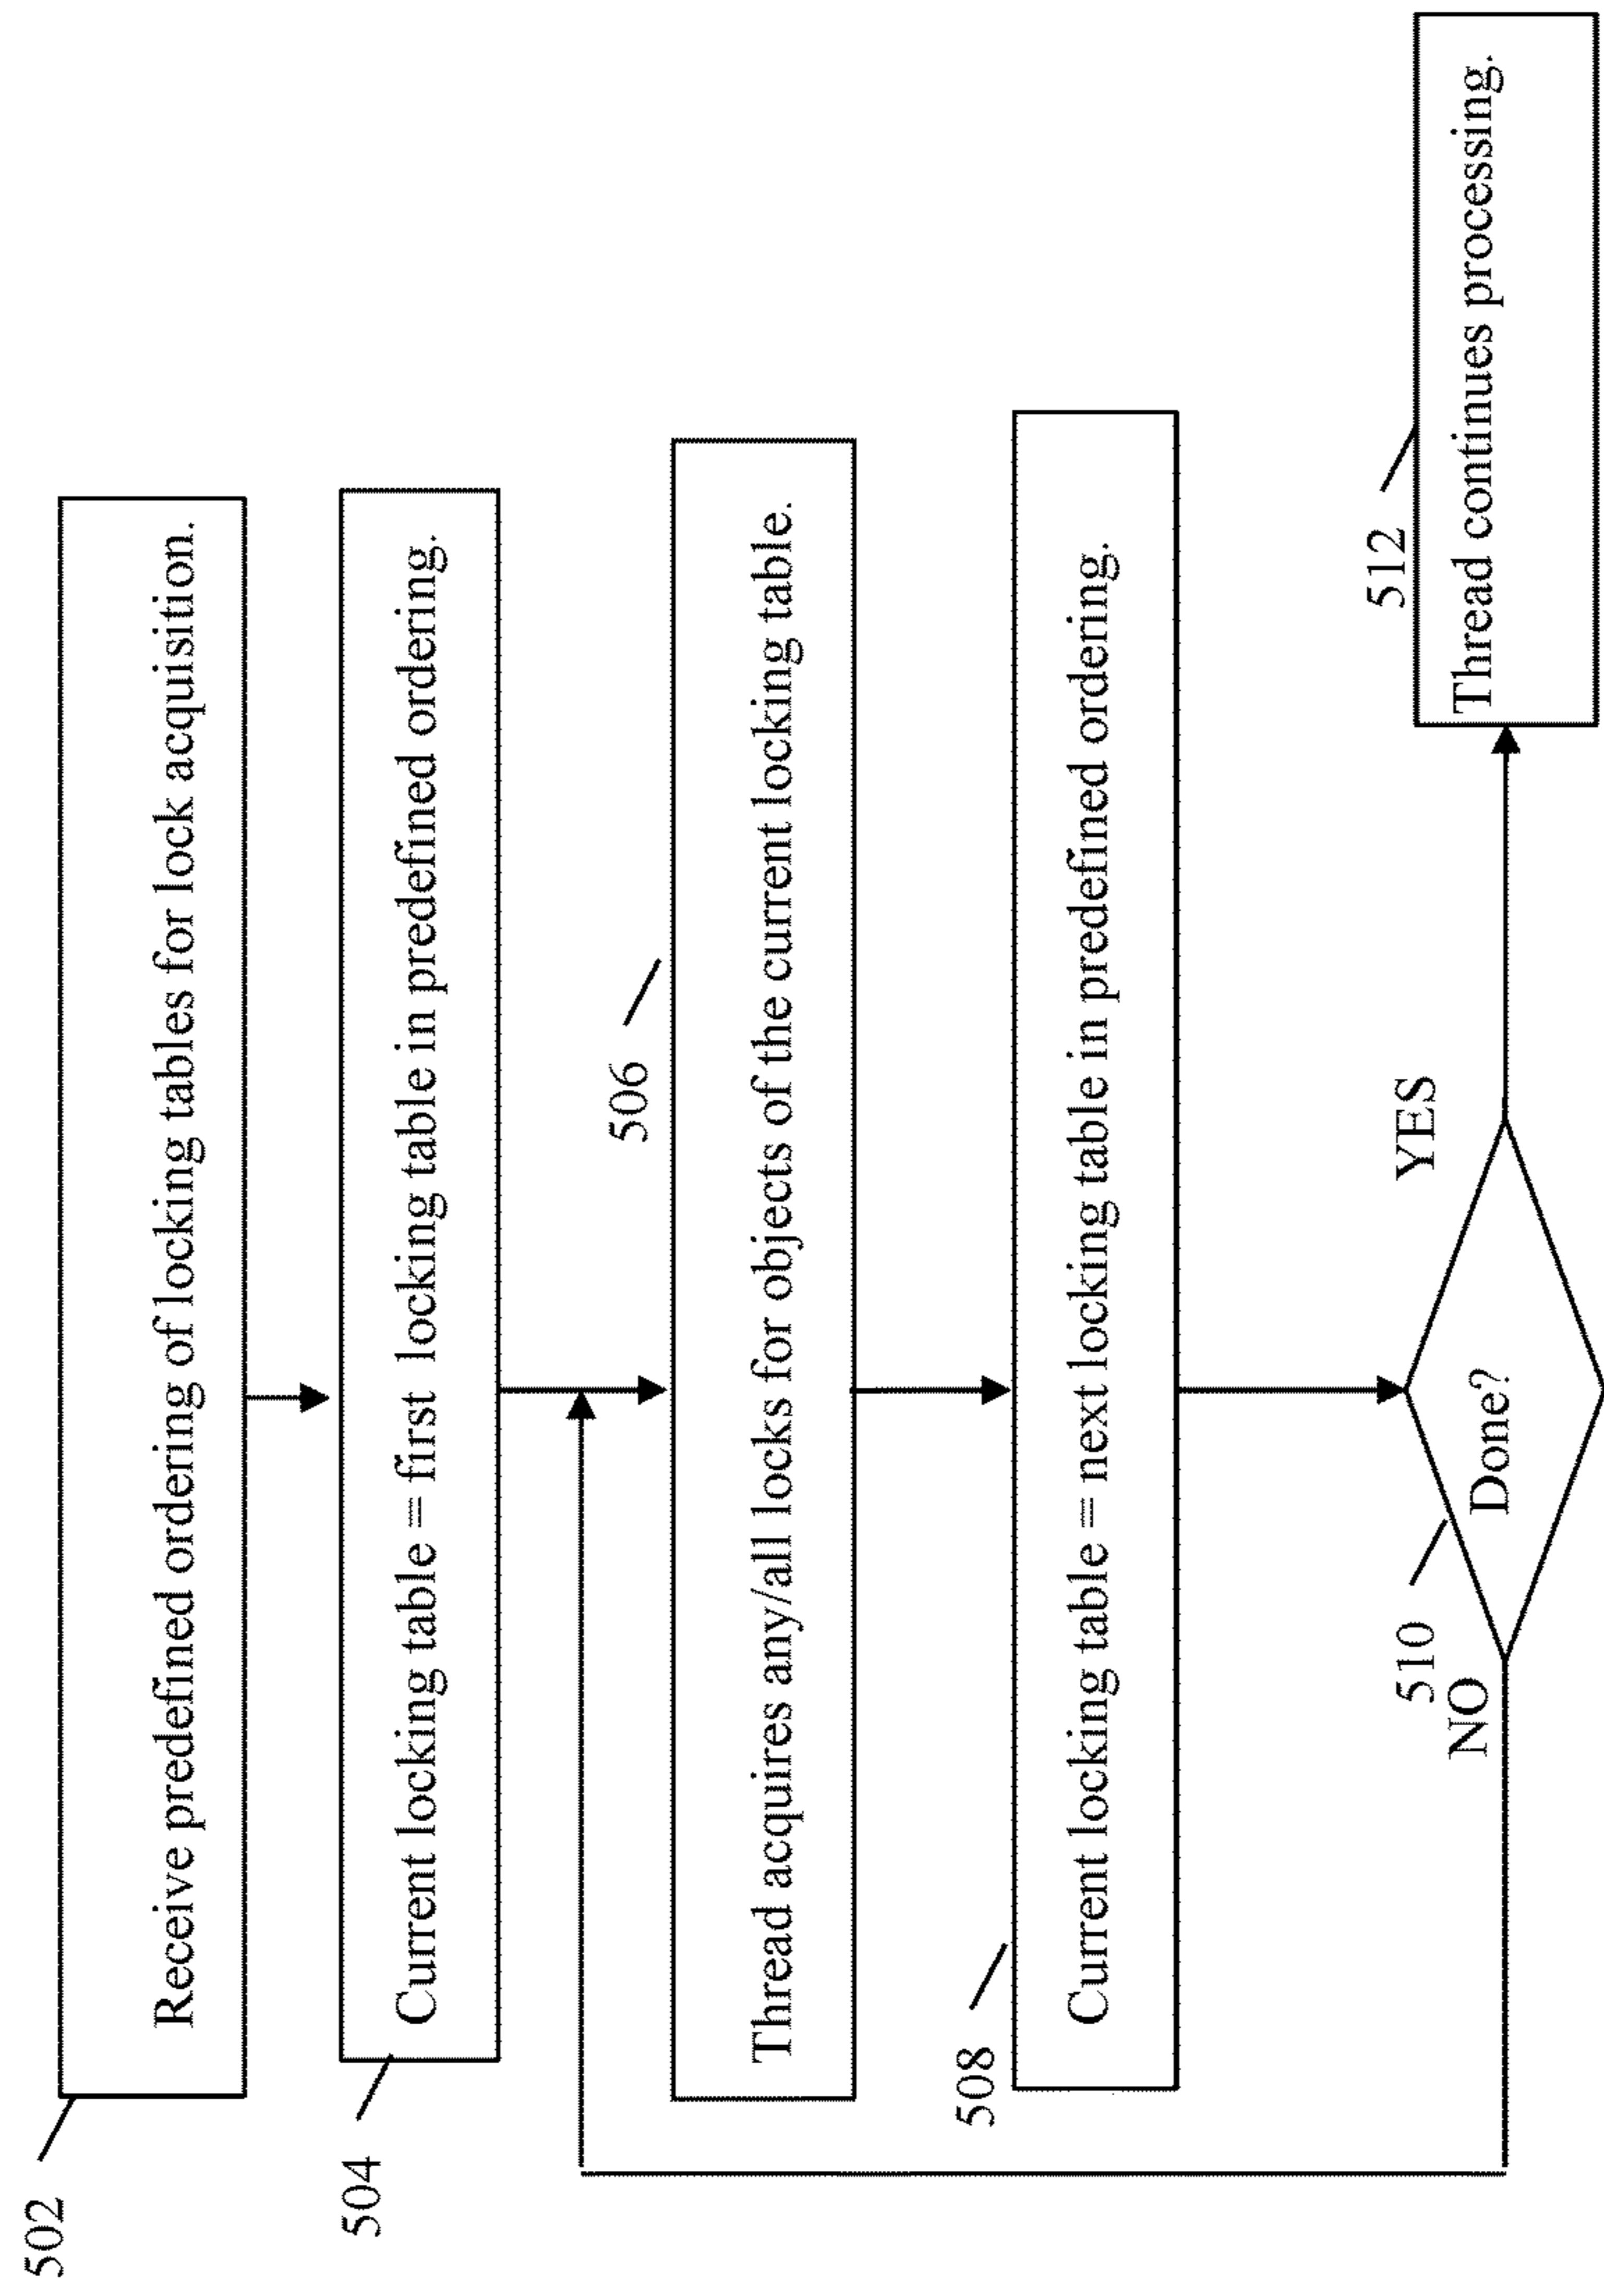 502
Receive predefined ordering of locking tables for lock acquisition.
504
Current locking table = first locking table in predefined ordering.
506
Thread acquires any/all locks for objects of the current locking table.
508
Current locking table = next locking table in predefined ordering.
510
Done?
NO
YES
512
Thread continues processing.